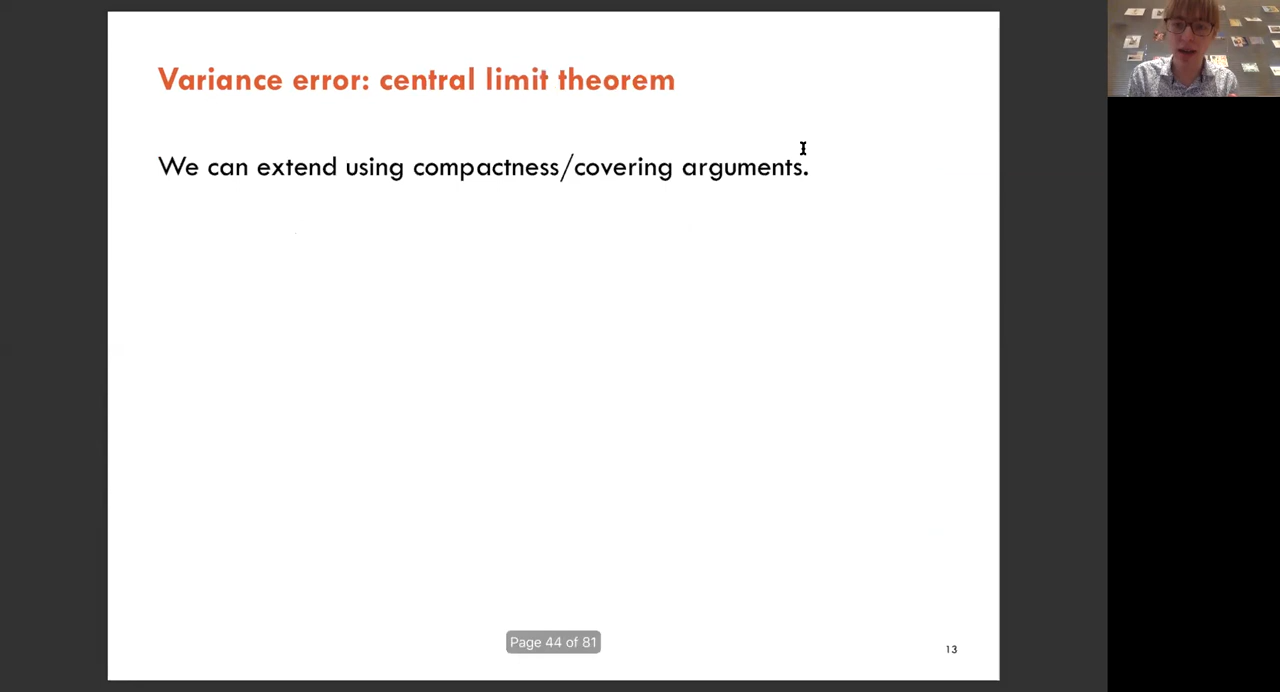 Variance error: central limit theorem
We can extend using compactness/covering arguments.
Page 44 of 81
13